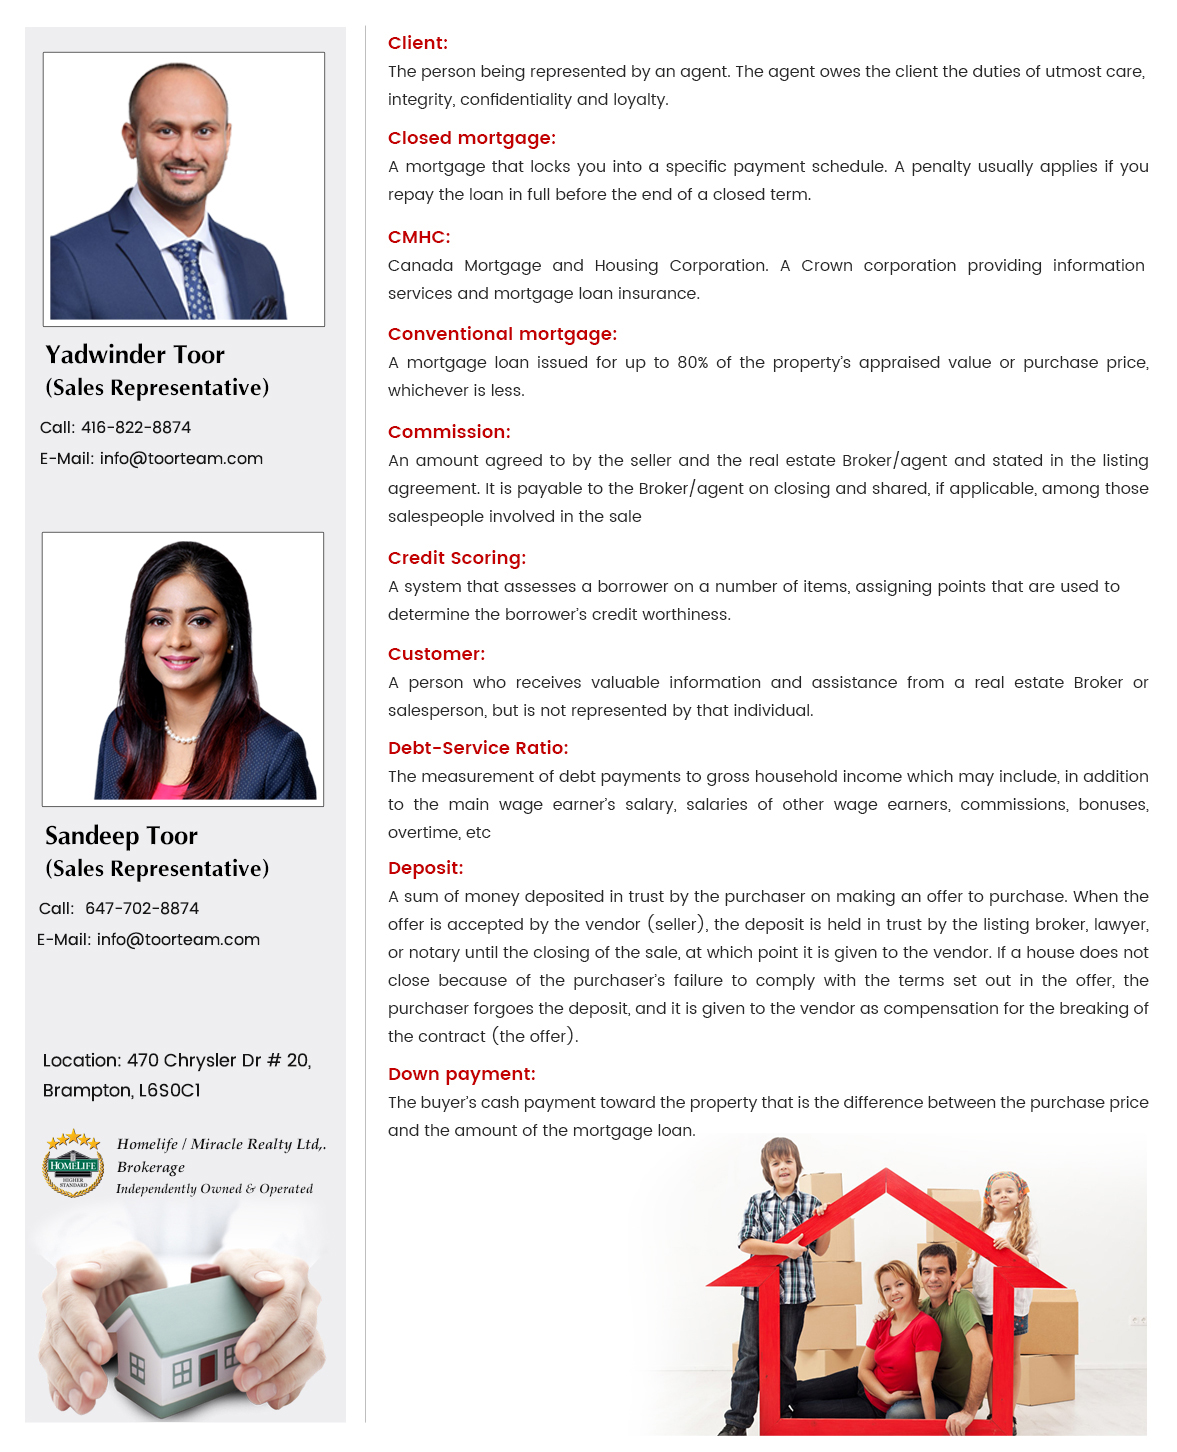 Yadwinder Toor
(Sales Representative)
Call: 416-822-8874
E-Mail: info@toorteam.com
Sandeep Toor
(Sales Representative)
Call:  647-702-8874
E-Mail: info@toorteam.com
Location: 470 Chrysler Dr # 20,
Brampton, L6S0C1
HOMELIFE
HIGHER
STANDARD
Homelife / Miracle Realty Ltd,.
Brokerage
Independently Owned & Operated
Client:
The person being represented by an agent. The agent owes the client the duties of utmost care,
integrity, confidentiality and loyalty.
Closed mortgage:
A mortgage that locks you into a specific payment schedule. A penalty usually applies if you
repay the loan in full before the end of a closed term.
CMHC:
Canada Mortgage and Housing Corporation. A Crown corporation providing information
services and mortgage loan insurance.
Conventional mortgage:
A mortgage loan issued for up to 80% of the property’s appraised value or purchase price,
whichever is less.
Commission:
An amount agreed to by the seller and the real estate Broker/agent and stated in the listing
agreement. It is payable to the Broker/agent on closing and shared, if applicable, among those
salespeople involved in the sale
Credit Scoring:
A system that assesses a borrower on a number of items, assigning points that are used to
determine the borrower’s credit worthiness.
Customer:
A person who receives valuable information and assistance from a real estate Broker or
salesperson, but is not represented by that individual.
Debt-Service Ratio:
The measurement of debt payments to gross household income which may include, in addition
to the main wage earner’s salary, salaries of other wage earners, commissions, bonuses,
overtime, etc
Deposit:
A sum of money deposited in trust by the purchaser on making an offer to purchase. When the
offer is accepted by the vendor (seller), the deposit is held in trust by the listing broker, lawyer,
or notary until the closing of the sale, at which point it is given to the vendor. If a house does not
close because of the purchaser’s failure to comply with the terms set out in the offer, the
purchaser forgoes the deposit, and it is given to the vendor as compensation for the breaking of
the contract (the offer).
Down payment:
The buyer’s cash payment toward the property that is the difference between the purchase price
and the amount of the mortgage loan.